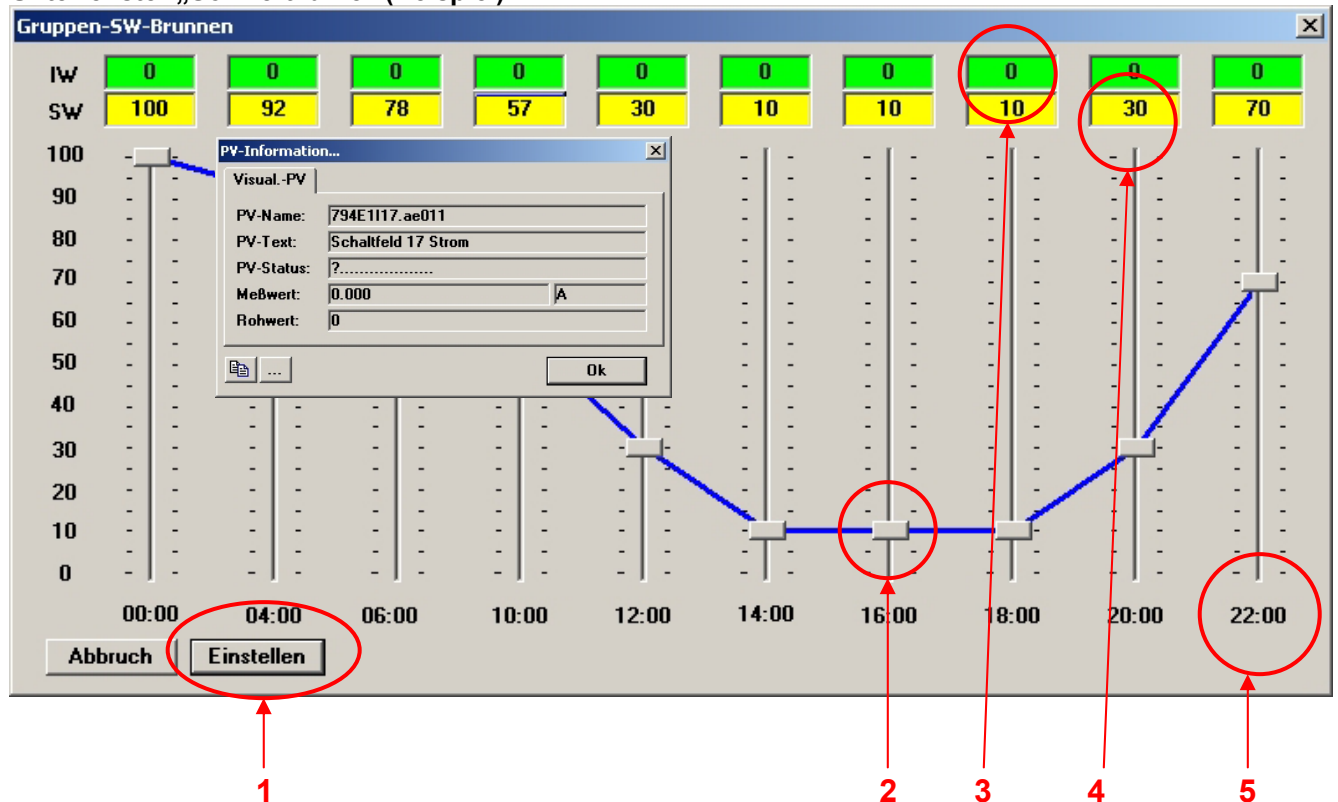 Gruppen-SW-Brunnen
IW 0 0 0 0 0 0 0 0 0 0
SW 100 92 78 57 30 10 10 10 30 70
100
90
80
70
60
50
40
30
20
10
0
PV-Information...
Visual.-PV
PV-Name: 794E1I17.ae011
PV-Text: Schaltfeld 17 Strom
PV-Status: ?..................
Meßwert: 0.000 A
Rohwert: 0
... Ok
00:00 04:00 06:00 10:00 12:00 14:00 16:00 18:00 20:00 22:00
Abbruch Einstellen
1 2 3 4 5